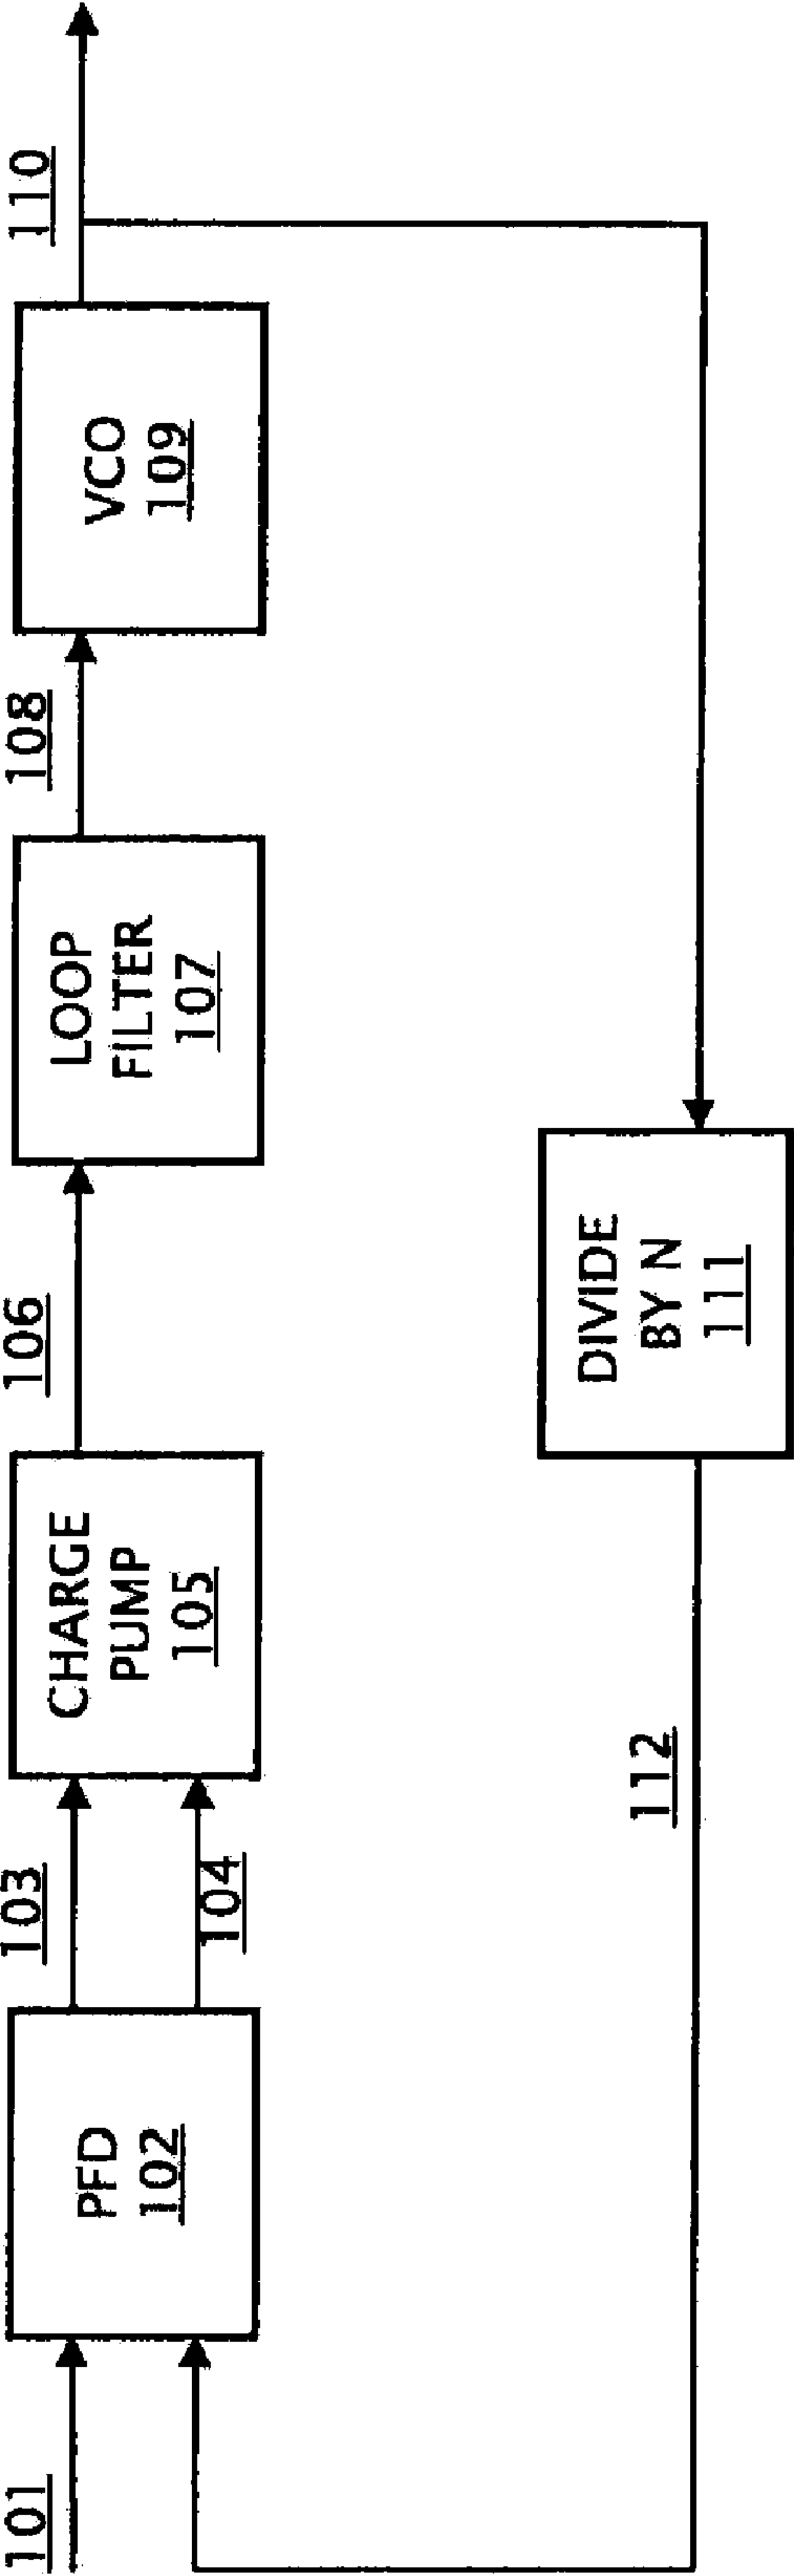 101
PFD
102
103
104
CHARGE
PUMP
105
106
LOOP
FILTER
107
108
VCO
109
110
DIVIDE
BY N
111
112